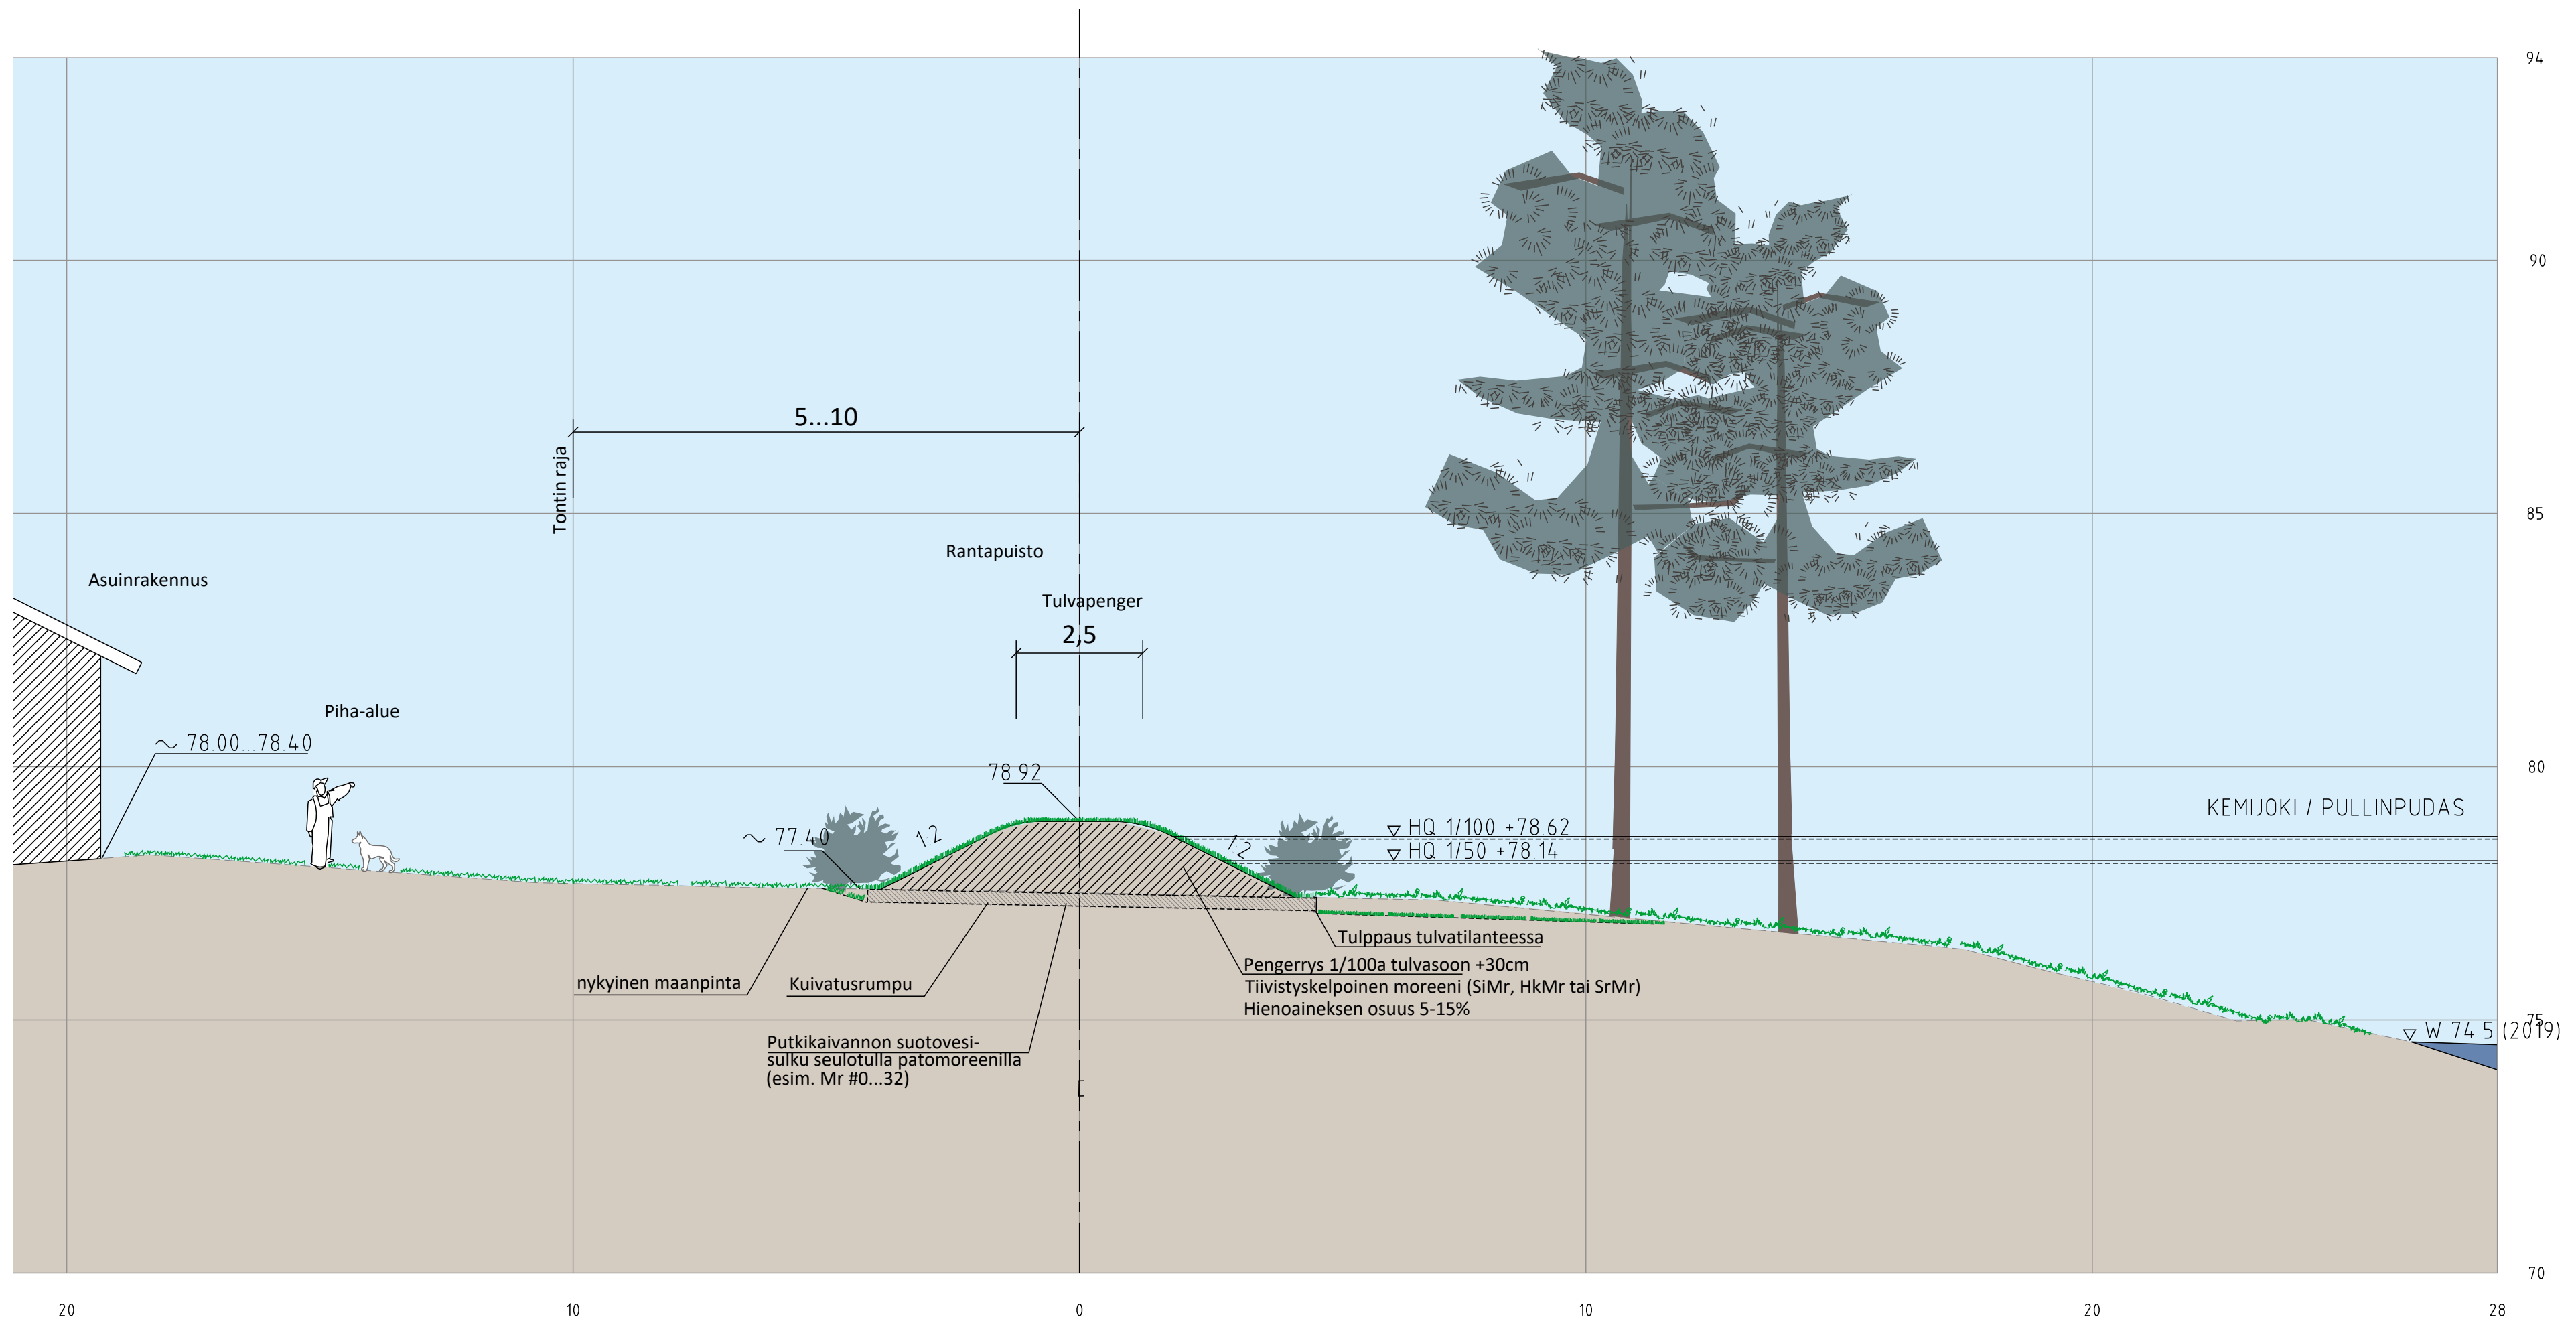 94
90
5...10
Tontin raja
85
Rantapuisto
Asuinrakennus
Tulvapenger
2,5
Piha-alue
~ 78.00...78.40
78.92
80
KEMIJOKI / PULLINPUDAS
~ 77.40
1:2
1:2
HQ 1/100 +78.62
HQ 1/50 +78.14
Tulppaus tulvatilanteessa
Pengerrys 1/100a tulvasoon +30cm
Tiivistyskelpoinen moreeni (SiMr, HkMr tai SrMr)
Hienoaineksen osuus 5-15%
nykyinen maanpinta
Kuivatusrumpu
75
W 74.5 (2019)
Putkikaivannon suotovesi-
sulku seulotulla patomoreenilla
(esim. Mr #0...32)
70
20
10
0
10
20
28